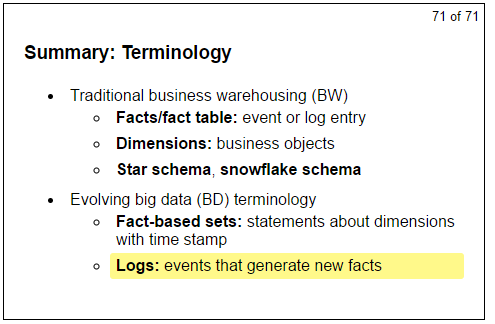 71 of 71
Summary: Terminology
Traditional business warehousing (BW)
Facts/fact table: event or log entry
Dimensions: business objects
Star schema, snowflake schema
Evolving big data (BD) terminology
Fact-based sets: statements about dimensions
with time stamp
Logs: events that generate new facts